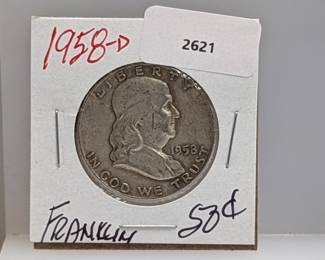 1958-D
2621
LIBERTY
1958
IN GOD WE TRUST
FRANKLIN 50¢